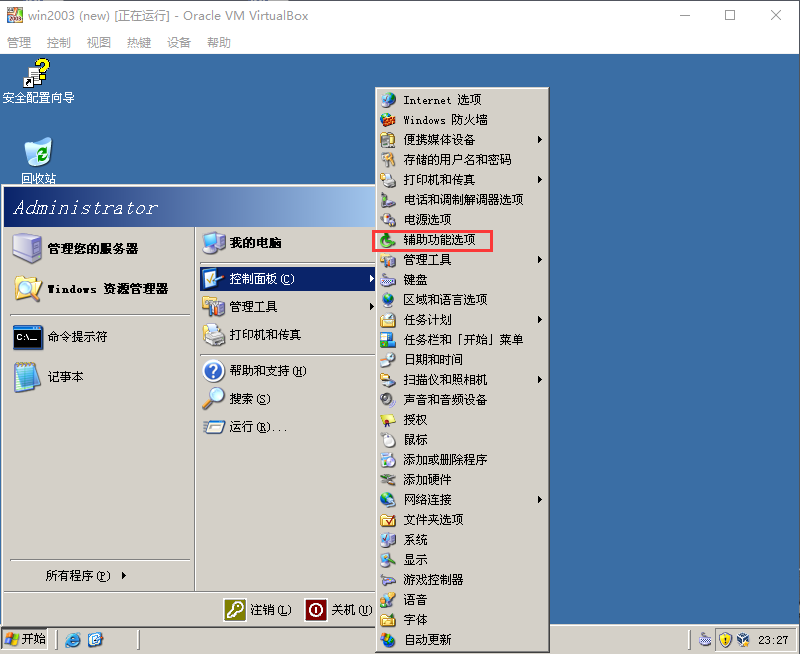 win2003 (new) [正在运行] - Oracle VM VirtualBox
管理 控制 视图 热键 设备 帮助
安全配置向导
回收站
Administrator
管理您的服务器
Windows 资源管理器
命令提示符
记事本
所有程序(P)
我的电脑
控制面板(C)
管理工具
打印机和传真
帮助和支持(H)
搜索(S)
运行(R)...
注销(L) 关机(U)
Internet 选项
Windows 防火墙
便携媒体设备
存储的用户名和密码
打印机和传真
电话和调制解调器选项
电源选项
辅助功能选项
管理工具
键盘
区域和语言选项
任务计划
任务栏和「开始」菜单
日期和时间
扫描仪和照相机
声音和音频设备
授权
鼠标
添加或删除程序
添加硬件
网络连接
文件夹选项
系统
显示
游戏控制器
语音
字体
自动更新
开始
23:27